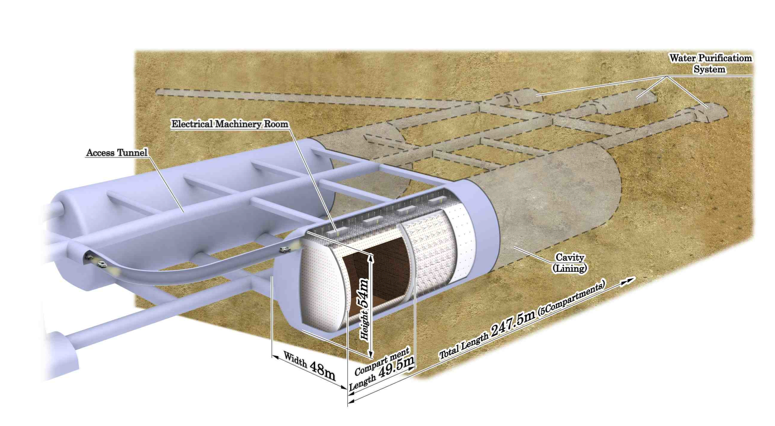 Water Purificatiom
System
Electrical Machinery Room
Access Tunnel
Cavity
(Lining)
Height 54m
Total Length 247.5m (5Compartments)
Width 48m
Compart ment
Length 49.5m